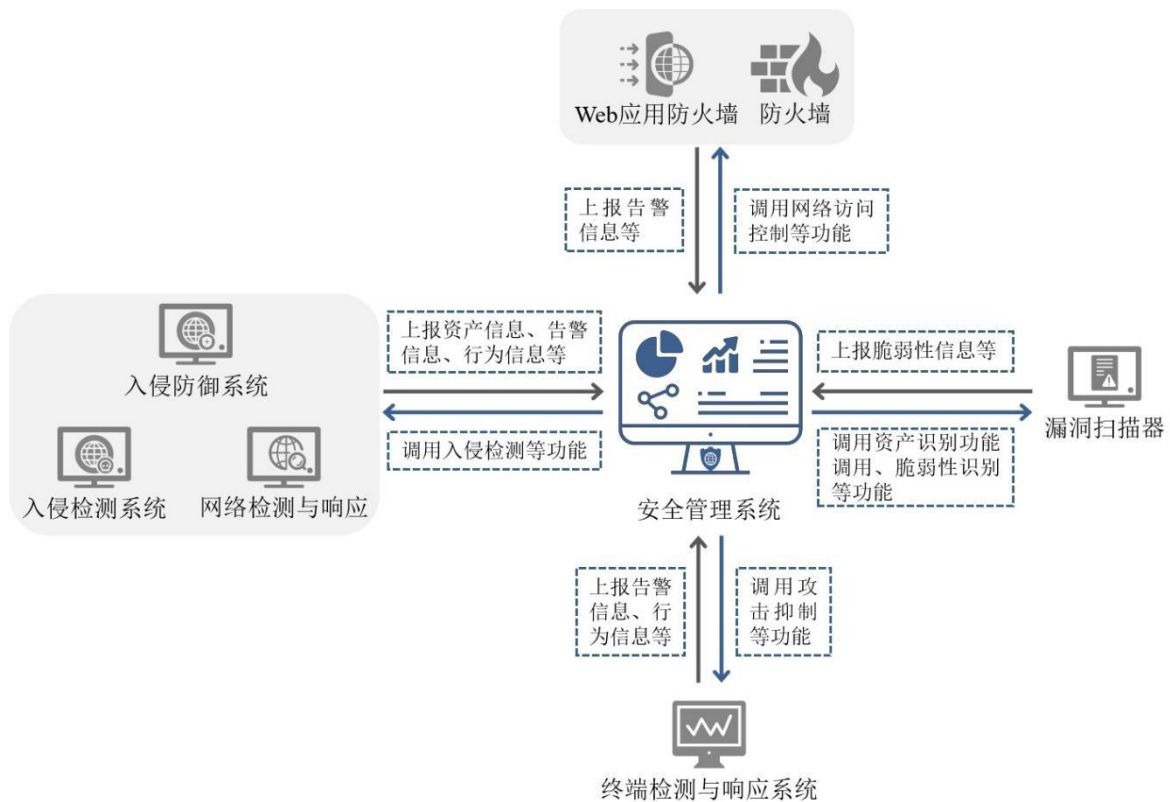 Web应用防火墙 防火墙
上报告警
信息等
调用网络访问
控制等功能
入侵防御系统
入侵检测系统 网络检测与响应
上报资产信息、告警
信息、行为信息等
调用入侵检测等功能
安全管理系统
上报脆弱性信息等
调用资产识别功能
调用、脆弱性识别
等功能
漏洞扫描器
上报告警
信息、行
为信息等
调用攻
击抑制
等功能
终端检测与响应系统